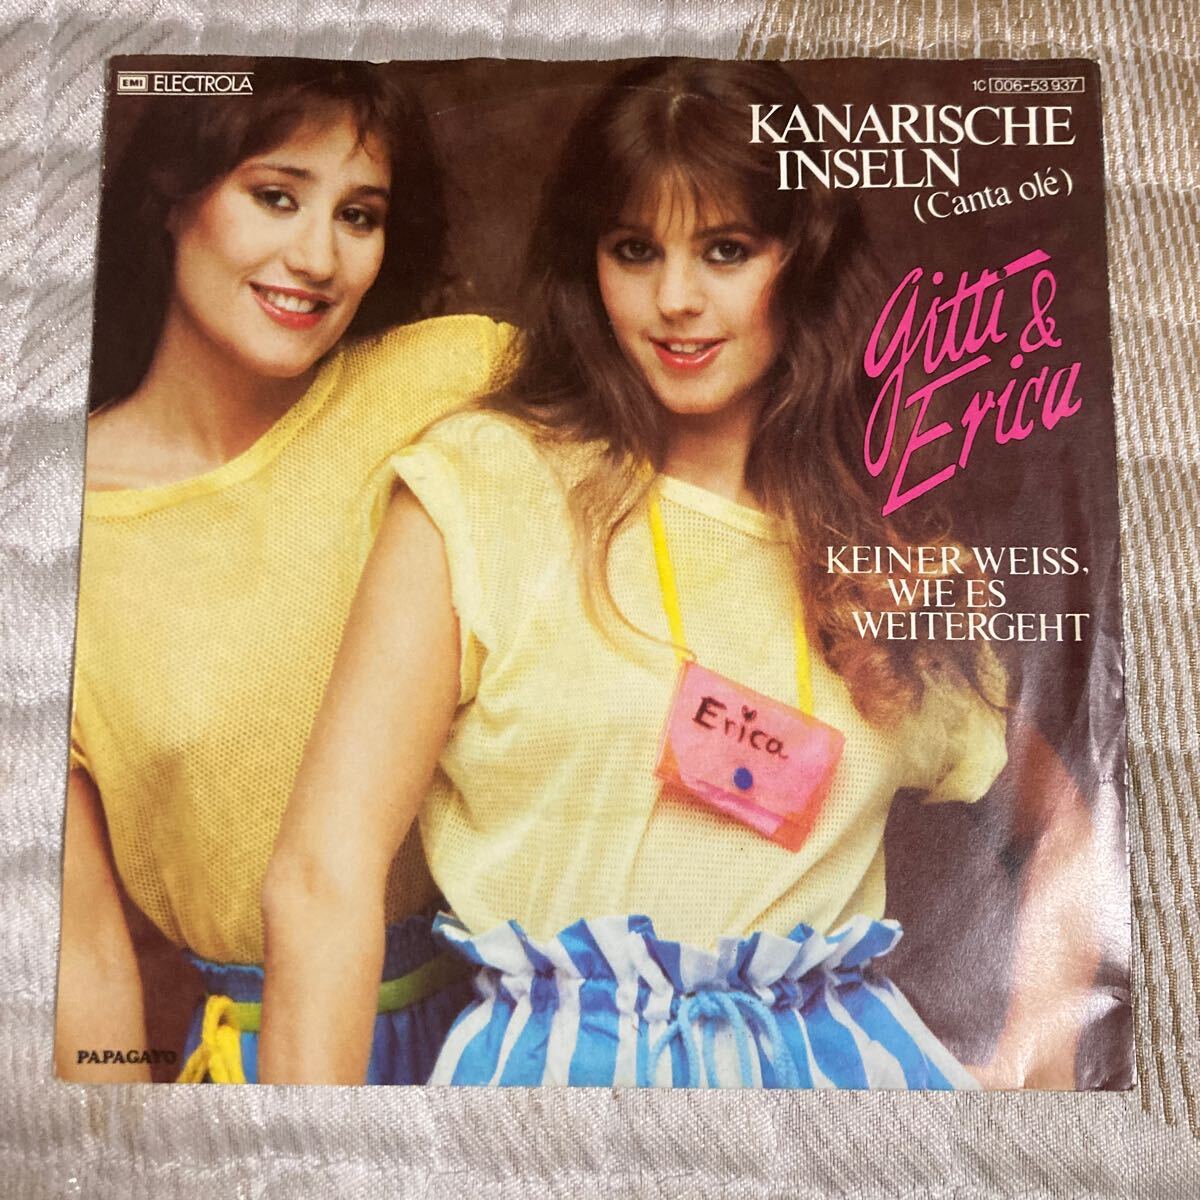 EMI ELECTROLA
1C 006-53 937
KANARISCHE
INSELN
(Canta olé)
Gitti &
Erica
KEINER WEISS,
WIE ES
WEITERGEHT
Erica
PAPAGAYO